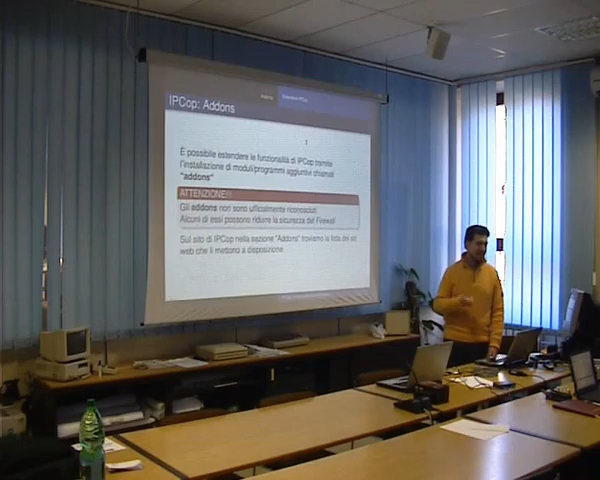 IPCop: Addons
È possibile estendere le funzionalità di IPCop tramite
l'installazione di moduli/programmi aggiuntivi chiamati
"addons"
ATTENZIONE!!!
Gli addons non sono ufficialmente riconosciuti
Alcuni di essi possono ridurre la sicurezza del Firewall
Sul sito di IPCop nella sezione "Addons" troviamo la lista dei siti
web che li mettono a disposizione